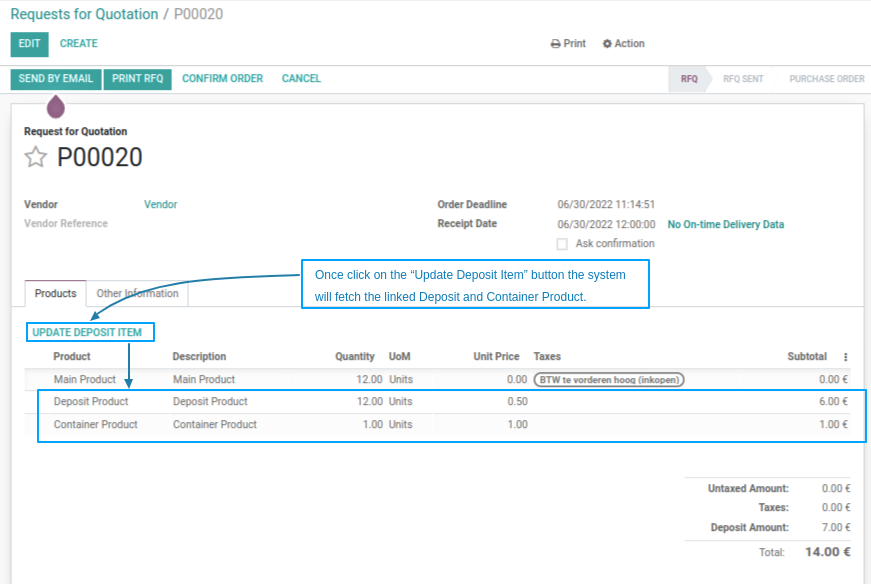 Requests for Quotation / P00020
EDIT CREATE Print Action
SEND BY EMAIL PRINT RFQ CONFIRM ORDER CANCEL RFQ RFQ SENT PURCHASE ORDER
Request for Quotation
P00020
Vendor Vendor Order Deadline 06/30/2022 11:14:51
Vendor Reference Receipt Date 06/30/2022 12:00:00 No On-time Delivery Data
Ask confirmation
Once click on the “Update Deposit Item” button the system
will fetch the linked Deposit and Container Product.
Products Other Information
UPDATE DEPOSIT ITEM
Product Description Quantity UoM Unit Price Taxes Subtotal
Main Product Main Product 12.00 Units 0.00 BTW te vorderen hoog (inkopen) 0.00 €
Deposit Product Deposit Product 12.00 Units 0.50 6.00 €
Container Product Container Product 1.00 Units 1.00 1.00 €
Untaxed Amount: 0.00 €
Taxes: 0.00 €
Deposit Amount: 7.00 €
Total: 14.00 €